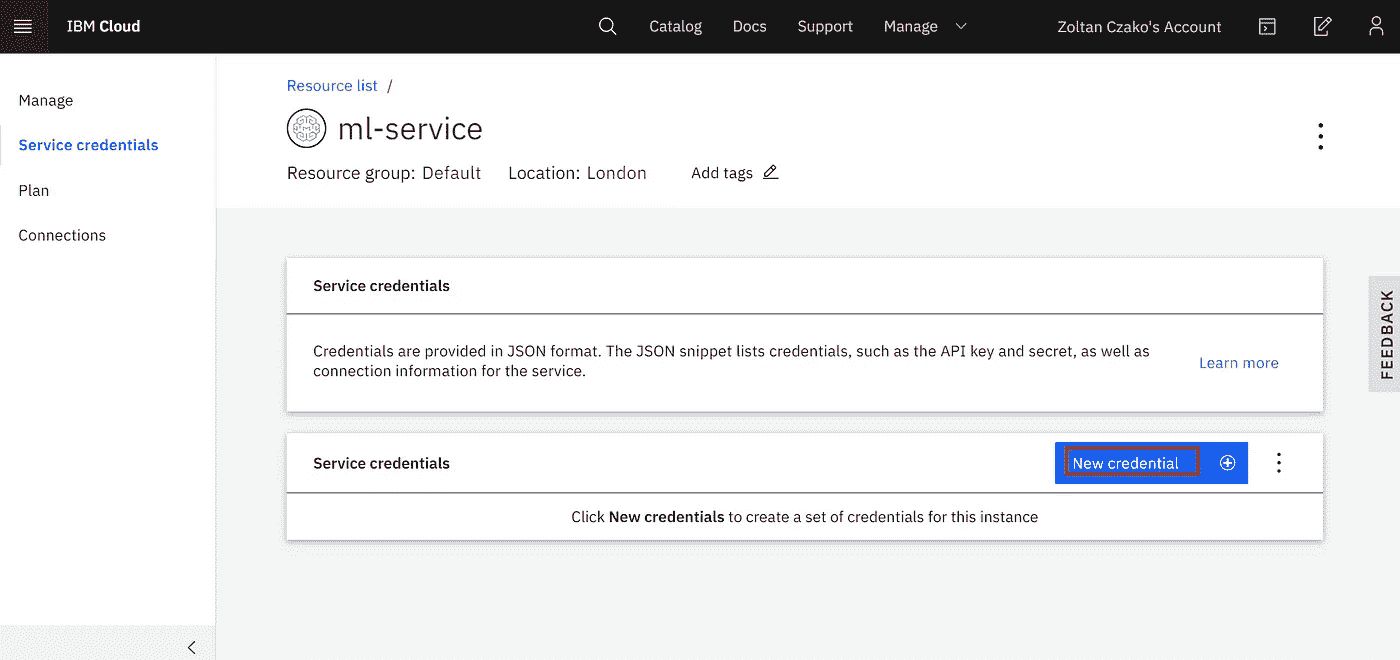 IBM Cloud
Catalog
Docs
Support
Manage
Zoltan Czako's Account
Manage
Service credentials
Plan
Connections
Resource list /
ml-service
Resource group: Default
Location: London
Add tags
Service credentials
Credentials are provided in JSON format. The JSON snippet lists credentials, such as the API key and secret, as well as
connection information for the service.
Learn more
Service credentials
New credential
Click New credentials to create a set of credentials for this instance
FEEDBACK